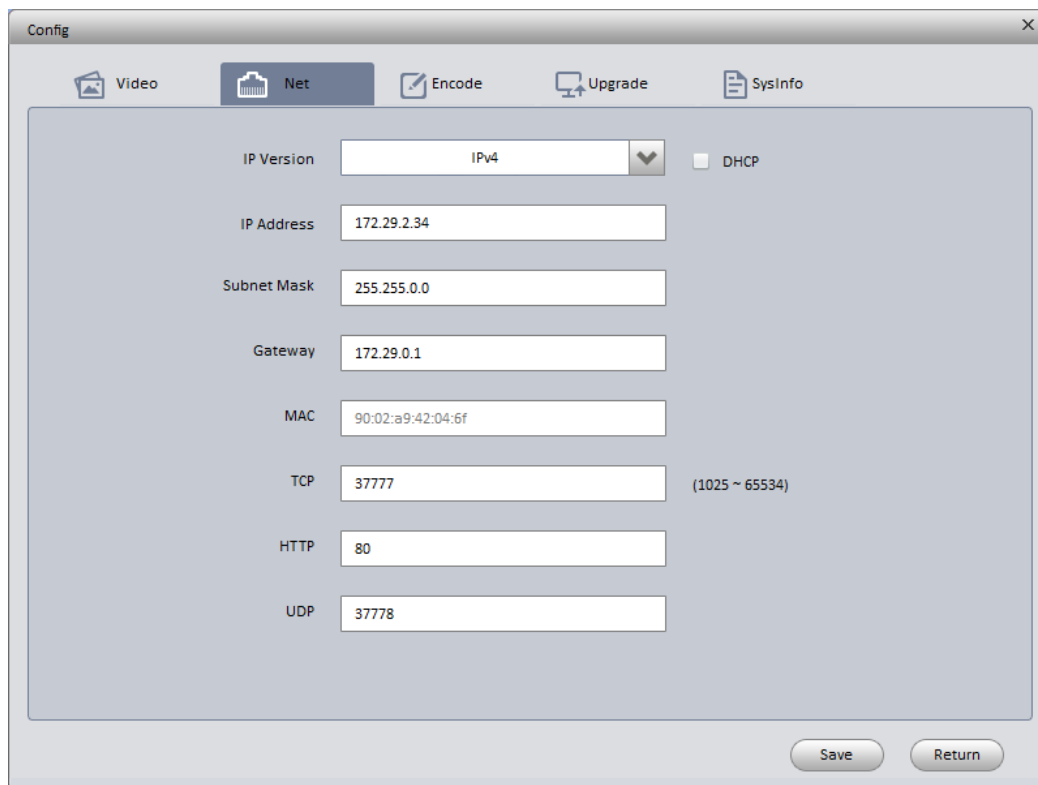 Config
Video Net Encode Upgrade SysInfo
IP Version IPv4 DHCP
IP Address 172.29.2.34
Subnet Mask 255.255.0.0
Gateway 172.29.0.1
MAC 90:02:a9:42:04:6f
TCP 37777 (1025 ~ 65534)
HTTP 80
UDP 37778
Save Return